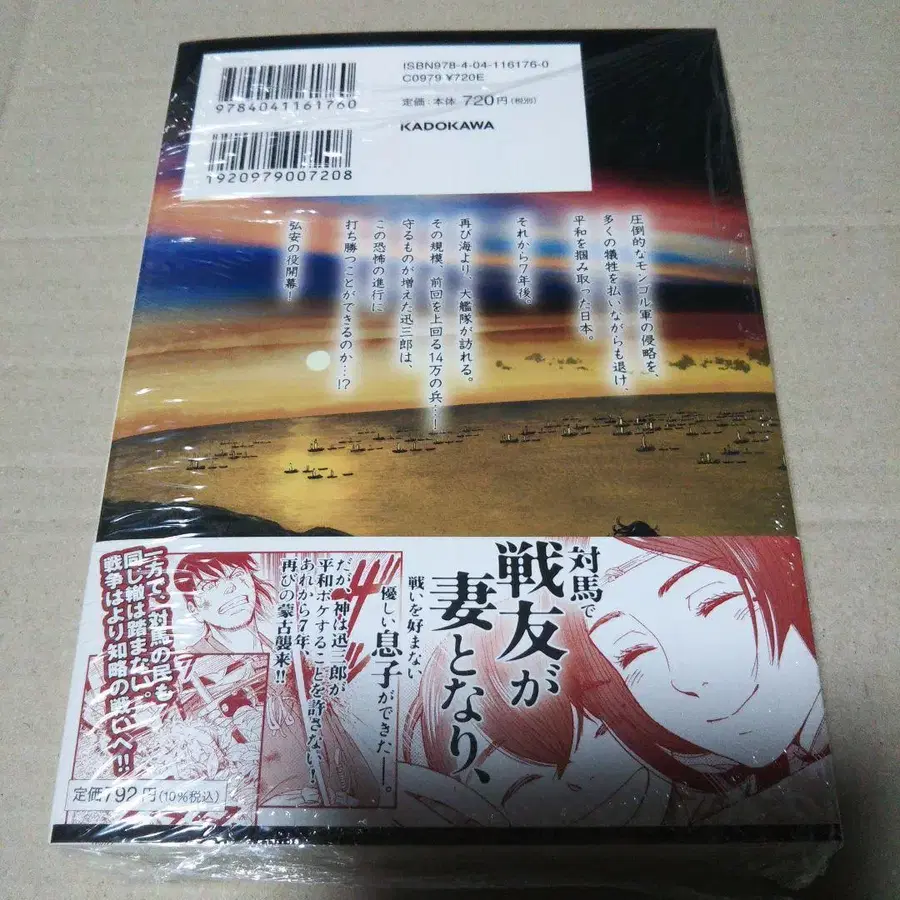 ISBN978-4-04-116176-0
C0979 ¥720E
定価:本体720円(税別)
KADOKAWA
9784041161760
1920979007208
圧倒的なモンゴル軍の侵略を、
多くの犠牲を払いながらも退け、
平和を掴み取った日本。
それから7年後。
再び海より、大艦隊が訪れる。
その規模、前回を上回る14万の兵…!
守るものが増えた迅三郎は、
この恐怖の進行に
打ち勝つことができるのか…!?
弘安の役開幕!
対馬で
戦友が
妻となり、
戦いを好まない
優しい息子ができた――。
だが、神は迅三郎が、
平和ボケすることを許さない!
あれから7年、
再びの蒙古襲来!!
一方で、対馬の民も
同じ轍は踏まない。
戦争はより知略の戦いへ!!
定価792円(10%税込)